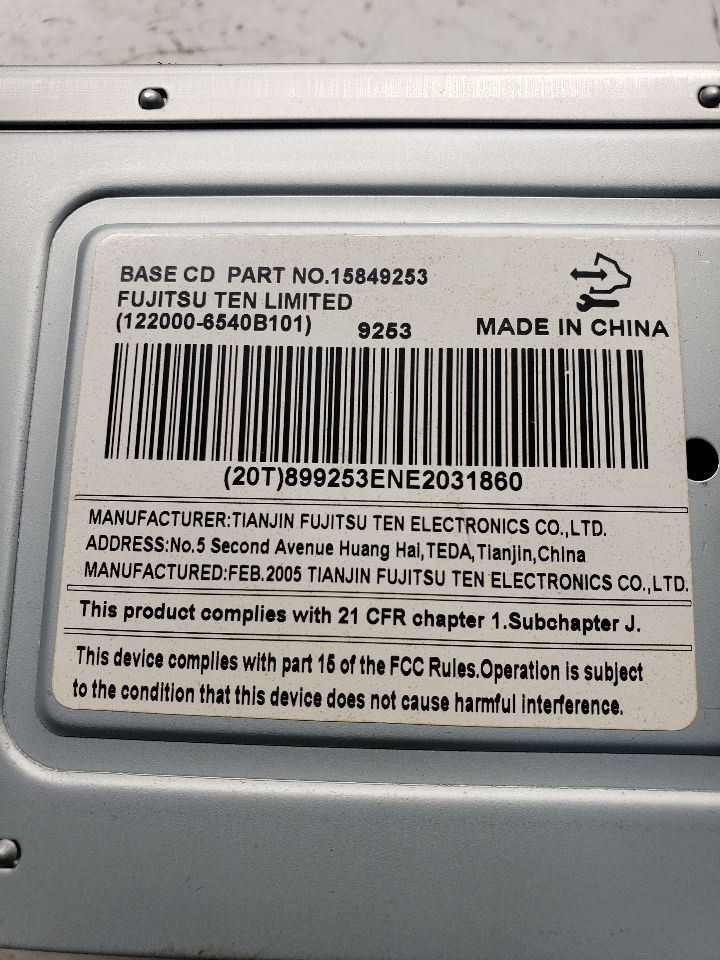 BASE CD PART NO.15849253
FUJITSU TEN LIMITED
(122000-6540B101) 9253
MADE IN CHINA
(20T)899253ENE2031860
MANUFACTURER:TIANJIN FUJITSU TEN ELECTRONICS CO.,LTD.
ADDRESS:No.5 Second Avenue Huang Hai,TEDA,Tianjin,China
MANUFACTURED:FEB.2005 TIANJIN FUJITSU TEN ELECTRONICS CO.,LTD.
This product complies with 21 CFR chapter 1.Subchapter J.
This device complies with part 15 of the FCC Rules.Operation is subject
to the condition that this device does not cause harmful interference.